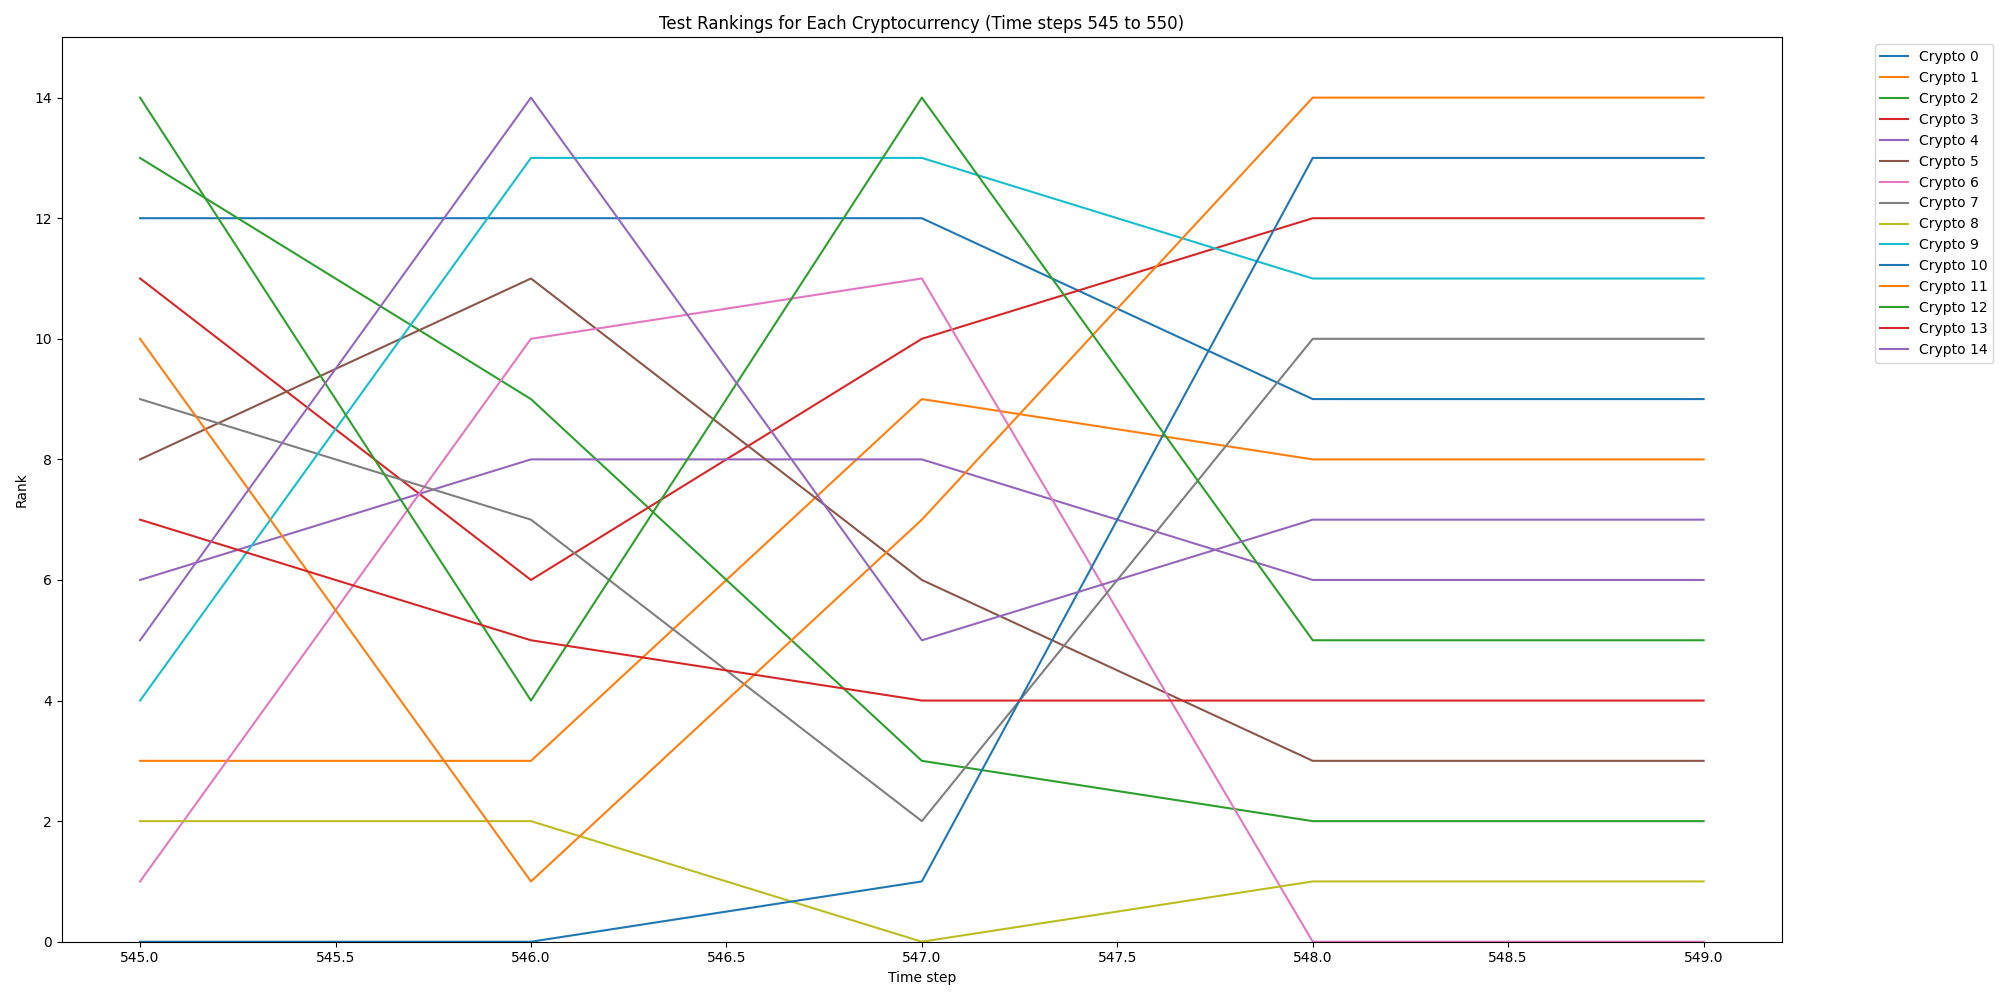 Test Rankings for Each Cryptocurrency (Time steps 545 to 550)
14
12
10
8
6
4
2
0
Rank
545.0
545.5
546.0
546.5
547.0
547.5
548.0
548.5
549.0
Time step
Crypto 0
Crypto 1
Crypto 2
Crypto 3
Crypto 4
Crypto 5
Crypto 6
Crypto 7
Crypto 8
Crypto 9
Crypto 10
Crypto 11
Crypto 12
Crypto 13
Crypto 14